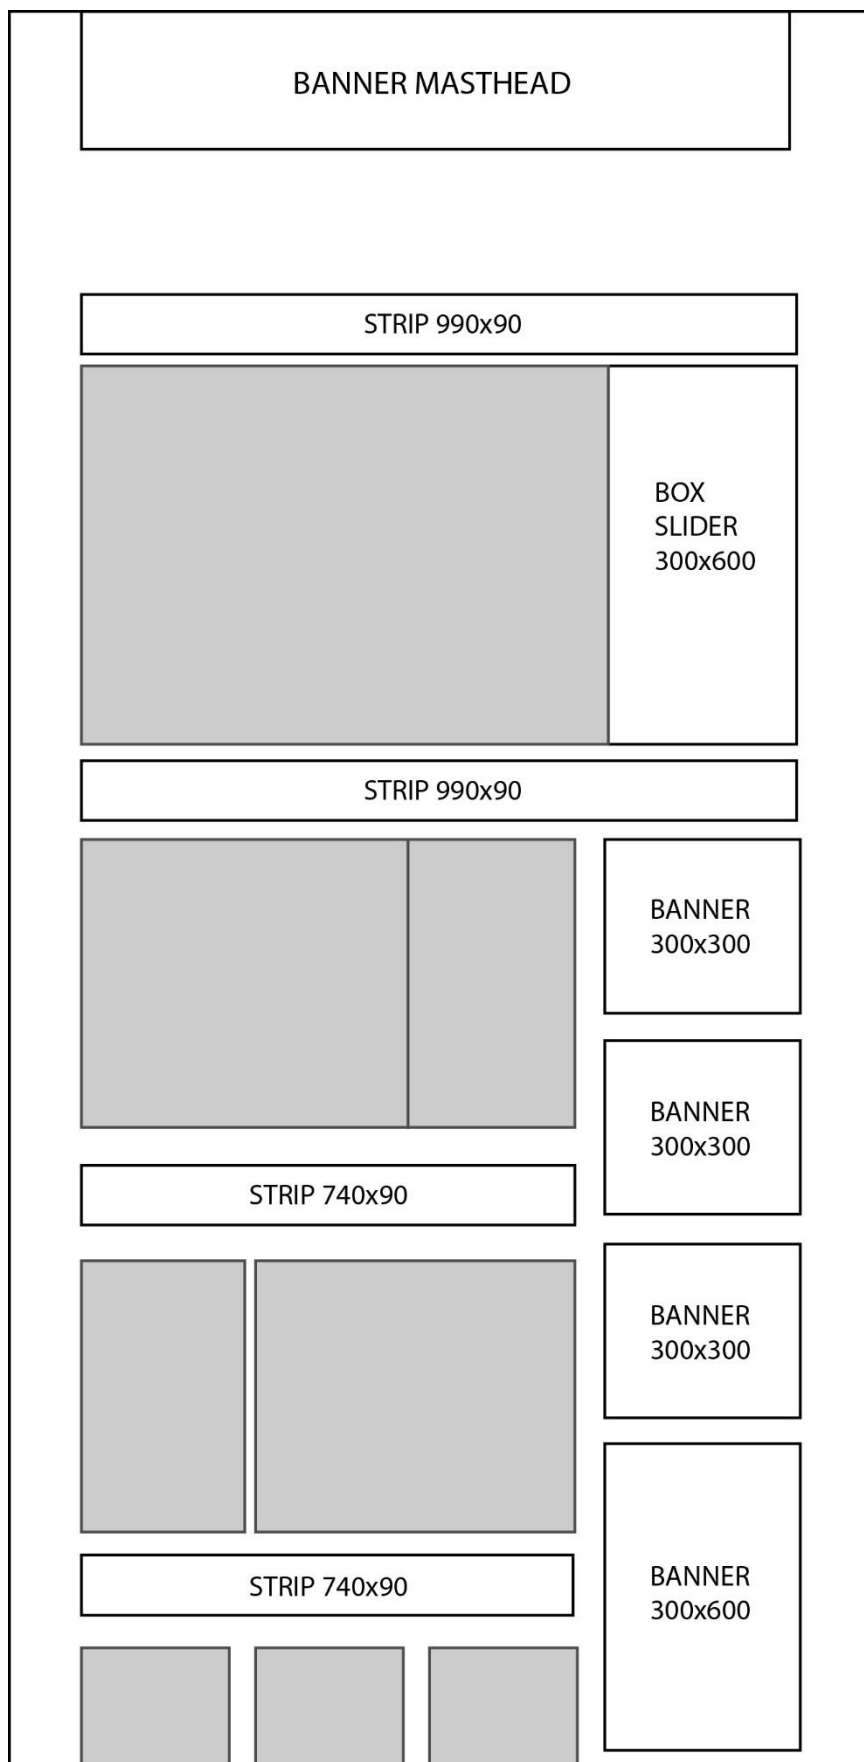 BANNER MASTHEAD
STRIP 990x90
BOX
SLIDER
300x600
STRIP 990x90
BANNER
300x300
BANNER
300x300
STRIP 740x90
BANNER
300x300
STRIP 740x90
BANNER
300x600